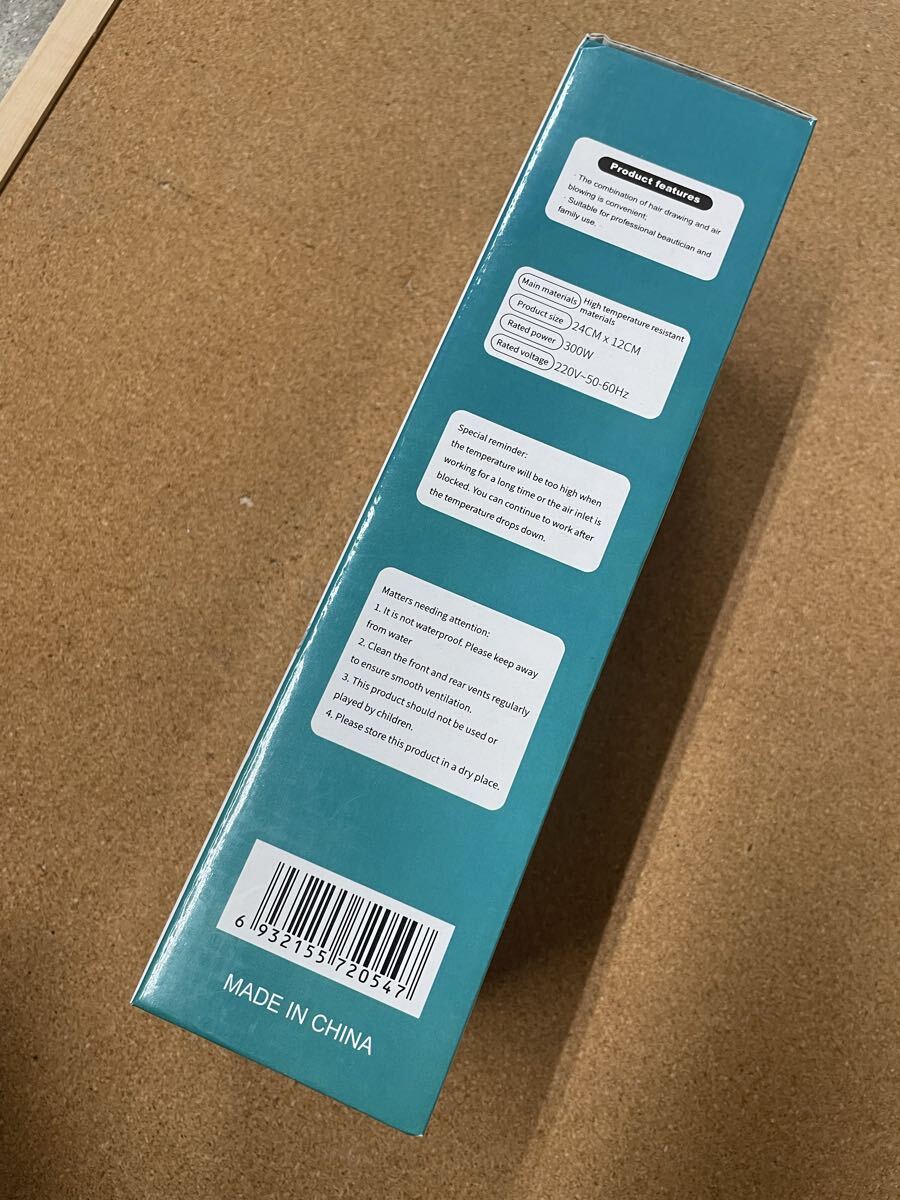 Product features
· The combination of hair drawing and air
blowing is convenient;
· Suitable for professional beautician and
family use.
Main materials High temperature resistant
materials
Product size 24CM x 12CM
Rated power 300W
Rated voltage 220V~50-60Hz
Special reminder:
the temperature will be too high when
working for a long time or the air inlet is
blocked. You can continue to work after
the temperature drops down.
Matters needing attention:
1. It is not waterproof. Please keep away
from water
2. Clean the front and rear vents regularly
to ensure smooth ventilation.
3. This product should not be used or
played by children.
4. Please store this product in a dry place.
6 932155 720547
MADE IN CHINA